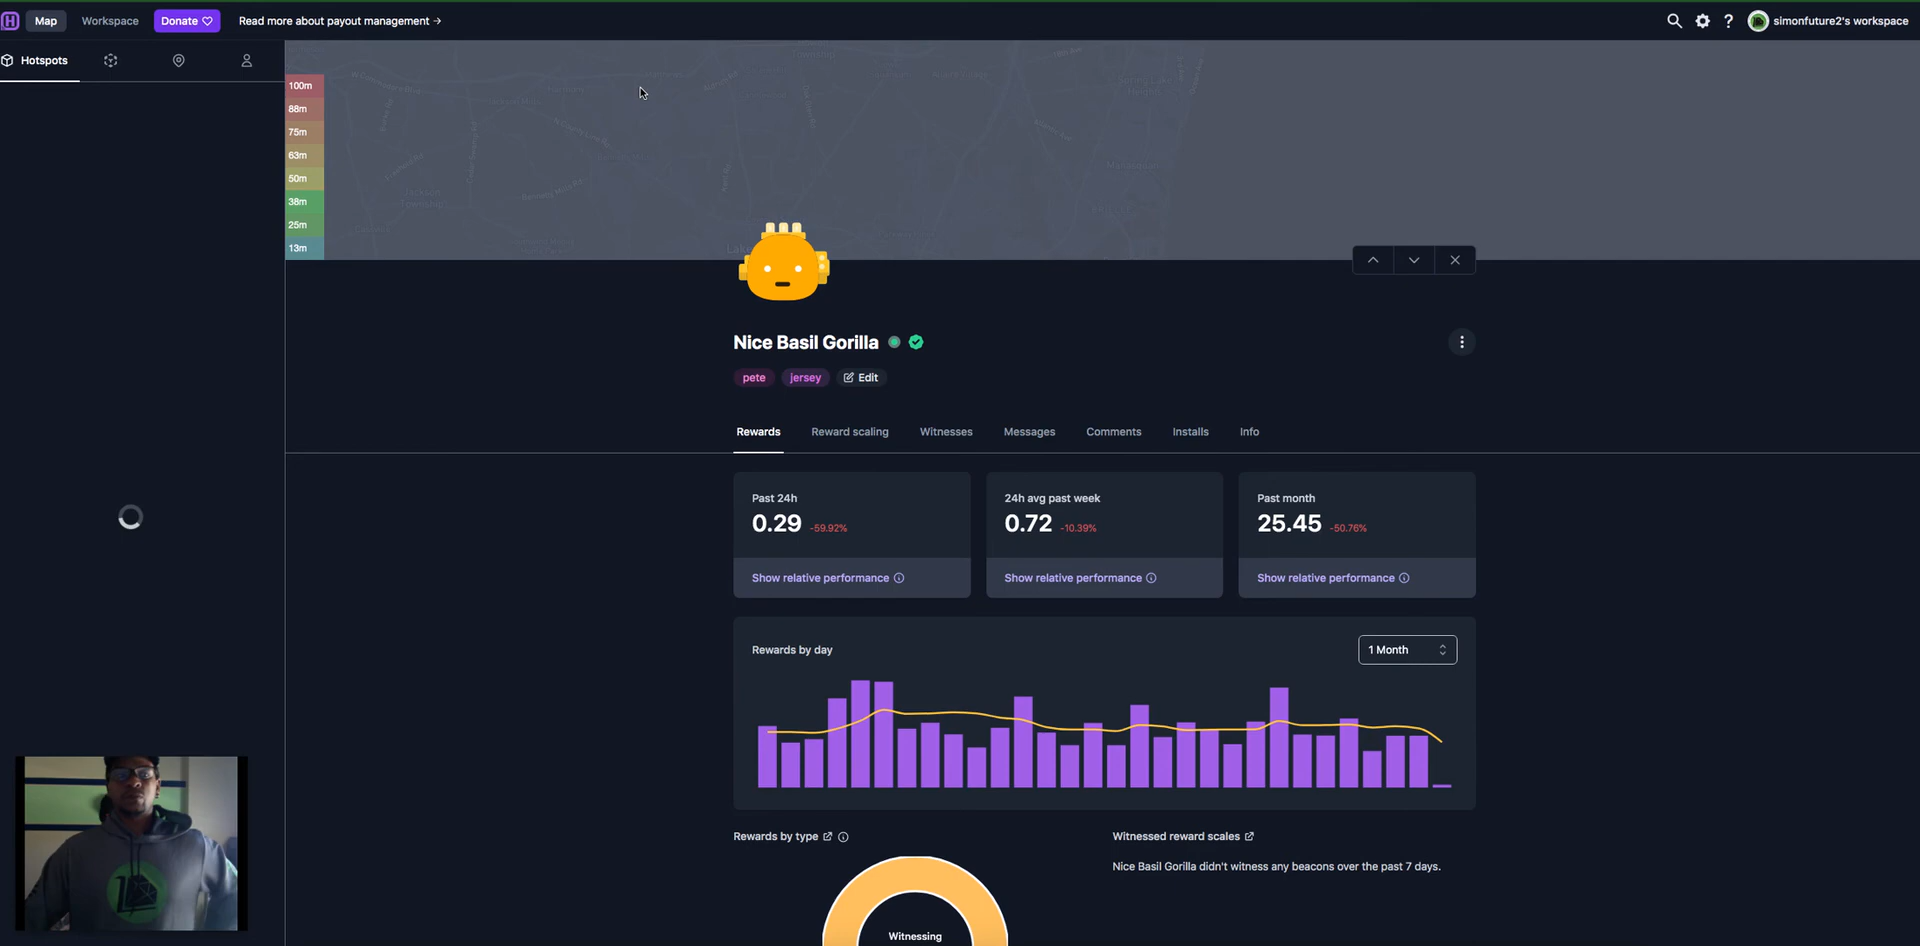 Map
Workspace
Donate
Read more about payout management →
simonfuture2's workspace
Hotspots
100m
88m
75m
63m
50m
38m
25m
13m
Nice Basil Gorilla
pete
jersey
Edit
Rewards
Reward scaling
Witnesses
Messages
Comments
Installs
Info
Past 24h
0.29 -59.92%
Show relative performance
24h avg past week
0.72 -10.39%
Show relative performance
Past month
25.45 -50.76%
Show relative performance
Rewards by day
1 Month
Rewards by type
Witnessed reward scales
Nice Basil Gorilla didn't witness any beacons over the past 7 days.
Witnessing